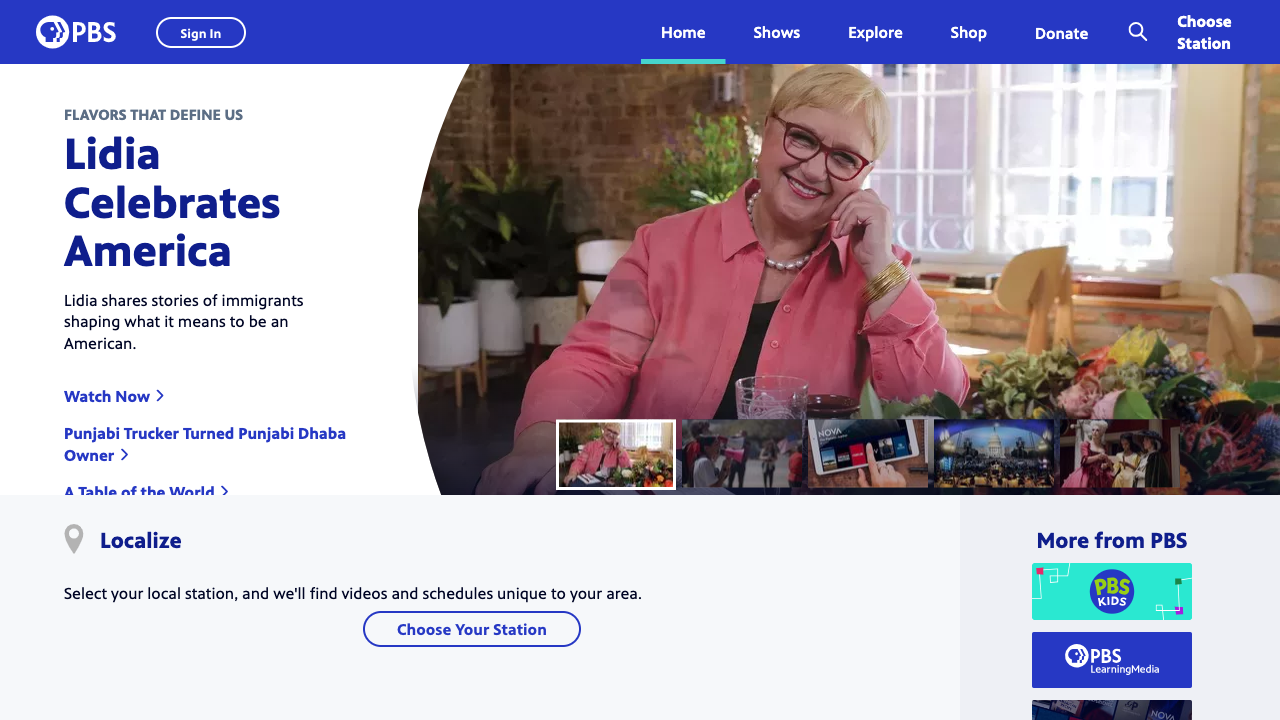 PBS
Sign In
Home
Shows
Explore
Shop
Donate
Choose
Station
FLAVORS THAT DEFINE US
Lidia
Celebrates
America
Lidia shares stories of immigrants
shaping what it means to be an
American.
Watch Now
Punjabi Trucker Turned Punjabi Dhaba
Owner
A Table of the World
NOVA
Localize
Select your local station, and we'll find videos and schedules unique to your area.
Choose Your Station
More from PBS
PBS
KIDS
PBS
LearningMedia
NOVA